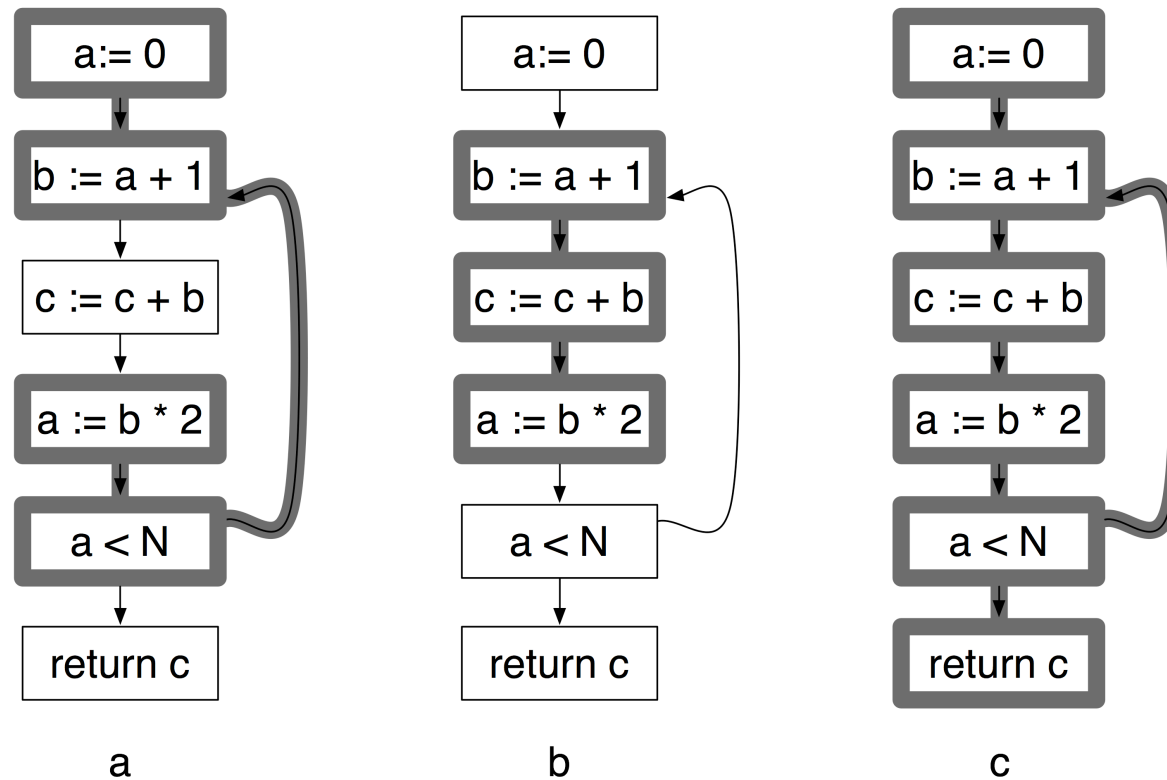 a:= 0
b := a + 1
c := c + b
a := b * 2
a < N
return c
a
a:= 0
b := a + 1
c := c + b
a := b * 2
a < N
return c
b
a:= 0
b := a + 1
c := c + b
a := b * 2
a < N
return c
c